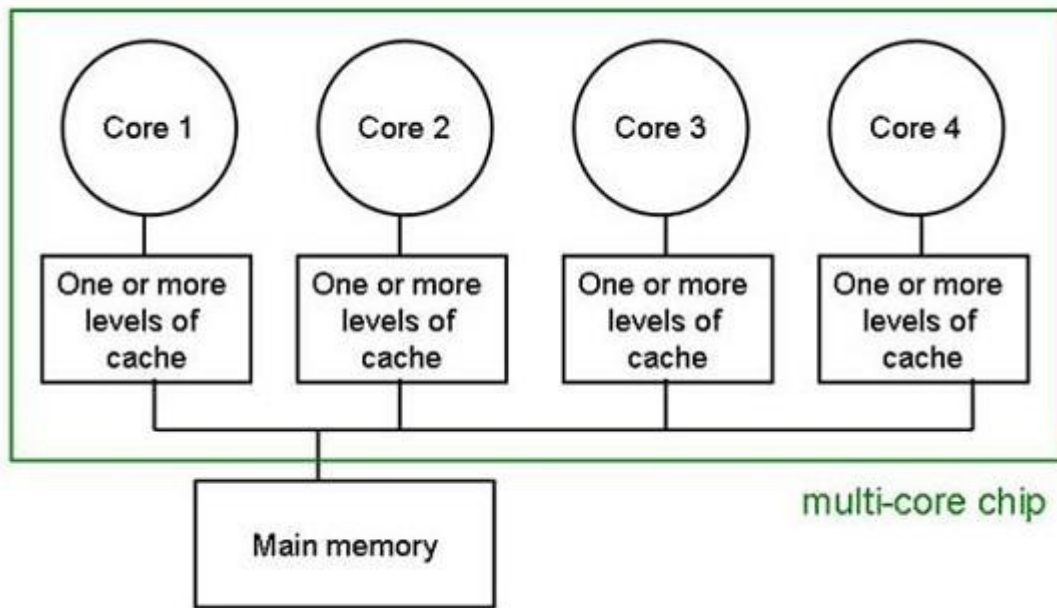 Core 1
Core 2
Core 3
Core 4
One or more
levels of
cache
One or more
levels of
cache
One or more
levels of
cache
One or more
levels of
cache
multi-core chip
Main memory